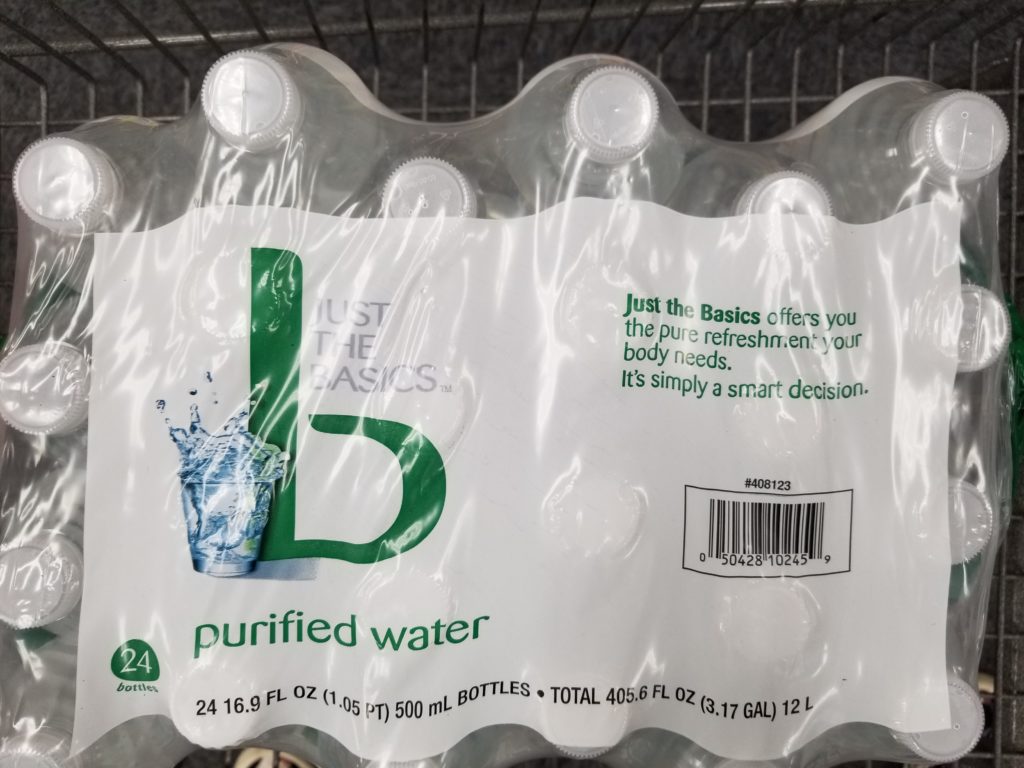 JUST
THE
BASICS™
b
Just the Basics offers you
the pure refreshment your
body needs.
It's simply a smart decision.
#408123
0 50428 10245 9
purified water
24
bottles
24 16.9 FL OZ (1.05 PT) 500 mL BOTTLES • TOTAL 405.6 FL OZ (3.17 GAL) 12 L